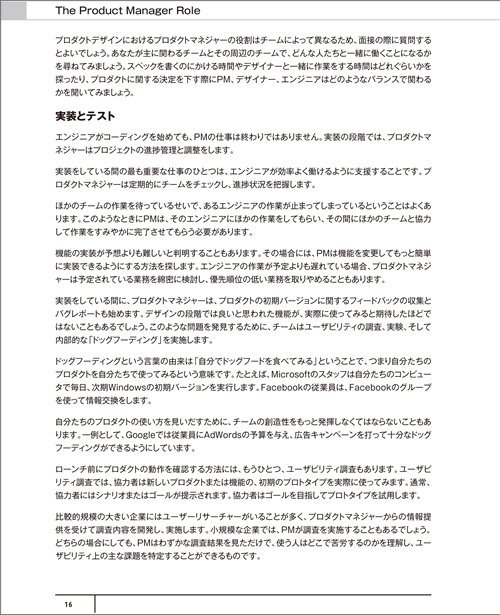 The Product Manager Role
プロダクトデザインにおけるプロダクトマネジャーの役割はチームによって異なるため、面接の際に質問する
とよいでしょう。あなたが主に関わるチームとその周辺のチームで、どんな人たちと一緒に働くことになるか
を尋ねてみましょう。スペックを書くのにかける時間やデザイナーと一緒に作業をする時間はどれぐらいかを
探ったり、プロダクトに関する決定を下す際にPM、デザイナー、エンジニアはどのようなバランスで関わる
かを聞いてみましょう。
実装とテスト
エンジニアがコーディングを始めても、PMの仕事は終わりではありません。実装の段階では、プロダクトマ
ネジャーはプロジェクトの進捗管理と調整をします。
実装をしている間の最も重要な仕事のひとつは、エンジニアが効率よく働けるように支援することです。プ
ロダクトマネジャーは定期的にチームをチェックし、進捗状況を把握します。
ほかのチームの作業を待っているせいで、あるエンジニアの作業が止まってしまっているということはよくあ
ります。このようなときにPMは、そのエンジニアにほかの作業をしてもらい、その間にほかのチームと協力
して作業をすみやかに完了させてもらう必要があります。
機能の実装が予想よりも難しいと判明することもあります。その場合には、PMは機能を変更してもっと簡単
に実装できるようにする方法を探します。エンジニアの作業が予定よりも遅れている場合、プロダクトマネジ
ャーは予定されている業務を綿密に検討し、優先順位の低い業務を取りやめることもあります。
実装をしている間に、プロダクトマネジャーは、プロダクトの初期バージョンに関するフィードバックの収集と
バグレポートも始めます。デザインの段階では良いと思われた機能が、実際に使ってみると期待したほどで
はないこともあるでしょう。このような問題を発見するために、チームはユーザビリティの調査、実験、そして
内部的な「ドッグフーディング」を実施します。
ドッグフーディングという言葉の由来は「自分でドッグフードを食べてみる」ということで、つまり自分たちの
プロダクトを自分たちで使ってみるという意味です。たとえば、Microsoftのスタッフは自分たちのコンピュー
タで毎日、次期Windowsの初期バージョンを実行します。Facebookの従業員は、Facebookのグループ
を使って情報交換をします。
自分たちのプロダクトの使い方を見いだすために、チームの創造性をもっと発揮しなくてはならないこともあ
ります。一例として、Googleでは従業員にAdWordsの予算を与え、広告キャンペーンを打って十分なドッグ
フーディングができるようにしています。
ローンチ前にプロダクトの動作を確認する方法には、もうひとつ、ユーザビリティ調査もあります。ユーザビ
リティ調査では、協力者は新しいプロダクトまたは機能の、初期のプロトタイプを実際に使ってみます。通常、
協力者にはシナリオまたはゴールが提示されます。協力者はゴールを目指してプロトタイプを試用します。
比較的規模の大きい企業にはユーザーリサーチャーがいることが多く、プロダクトマネジャーからの情報提
供を受けて調査内容を開発し、実施します。小規模な企業では、PMが調査を実施することもあるでしょう。
どちらの場合にしても、PMはわずかな調査結果を見ただけで、使う人はどこで苦労するのかを理解し、ユー
ザビリティ上の主な課題を特定することができるものです。
16